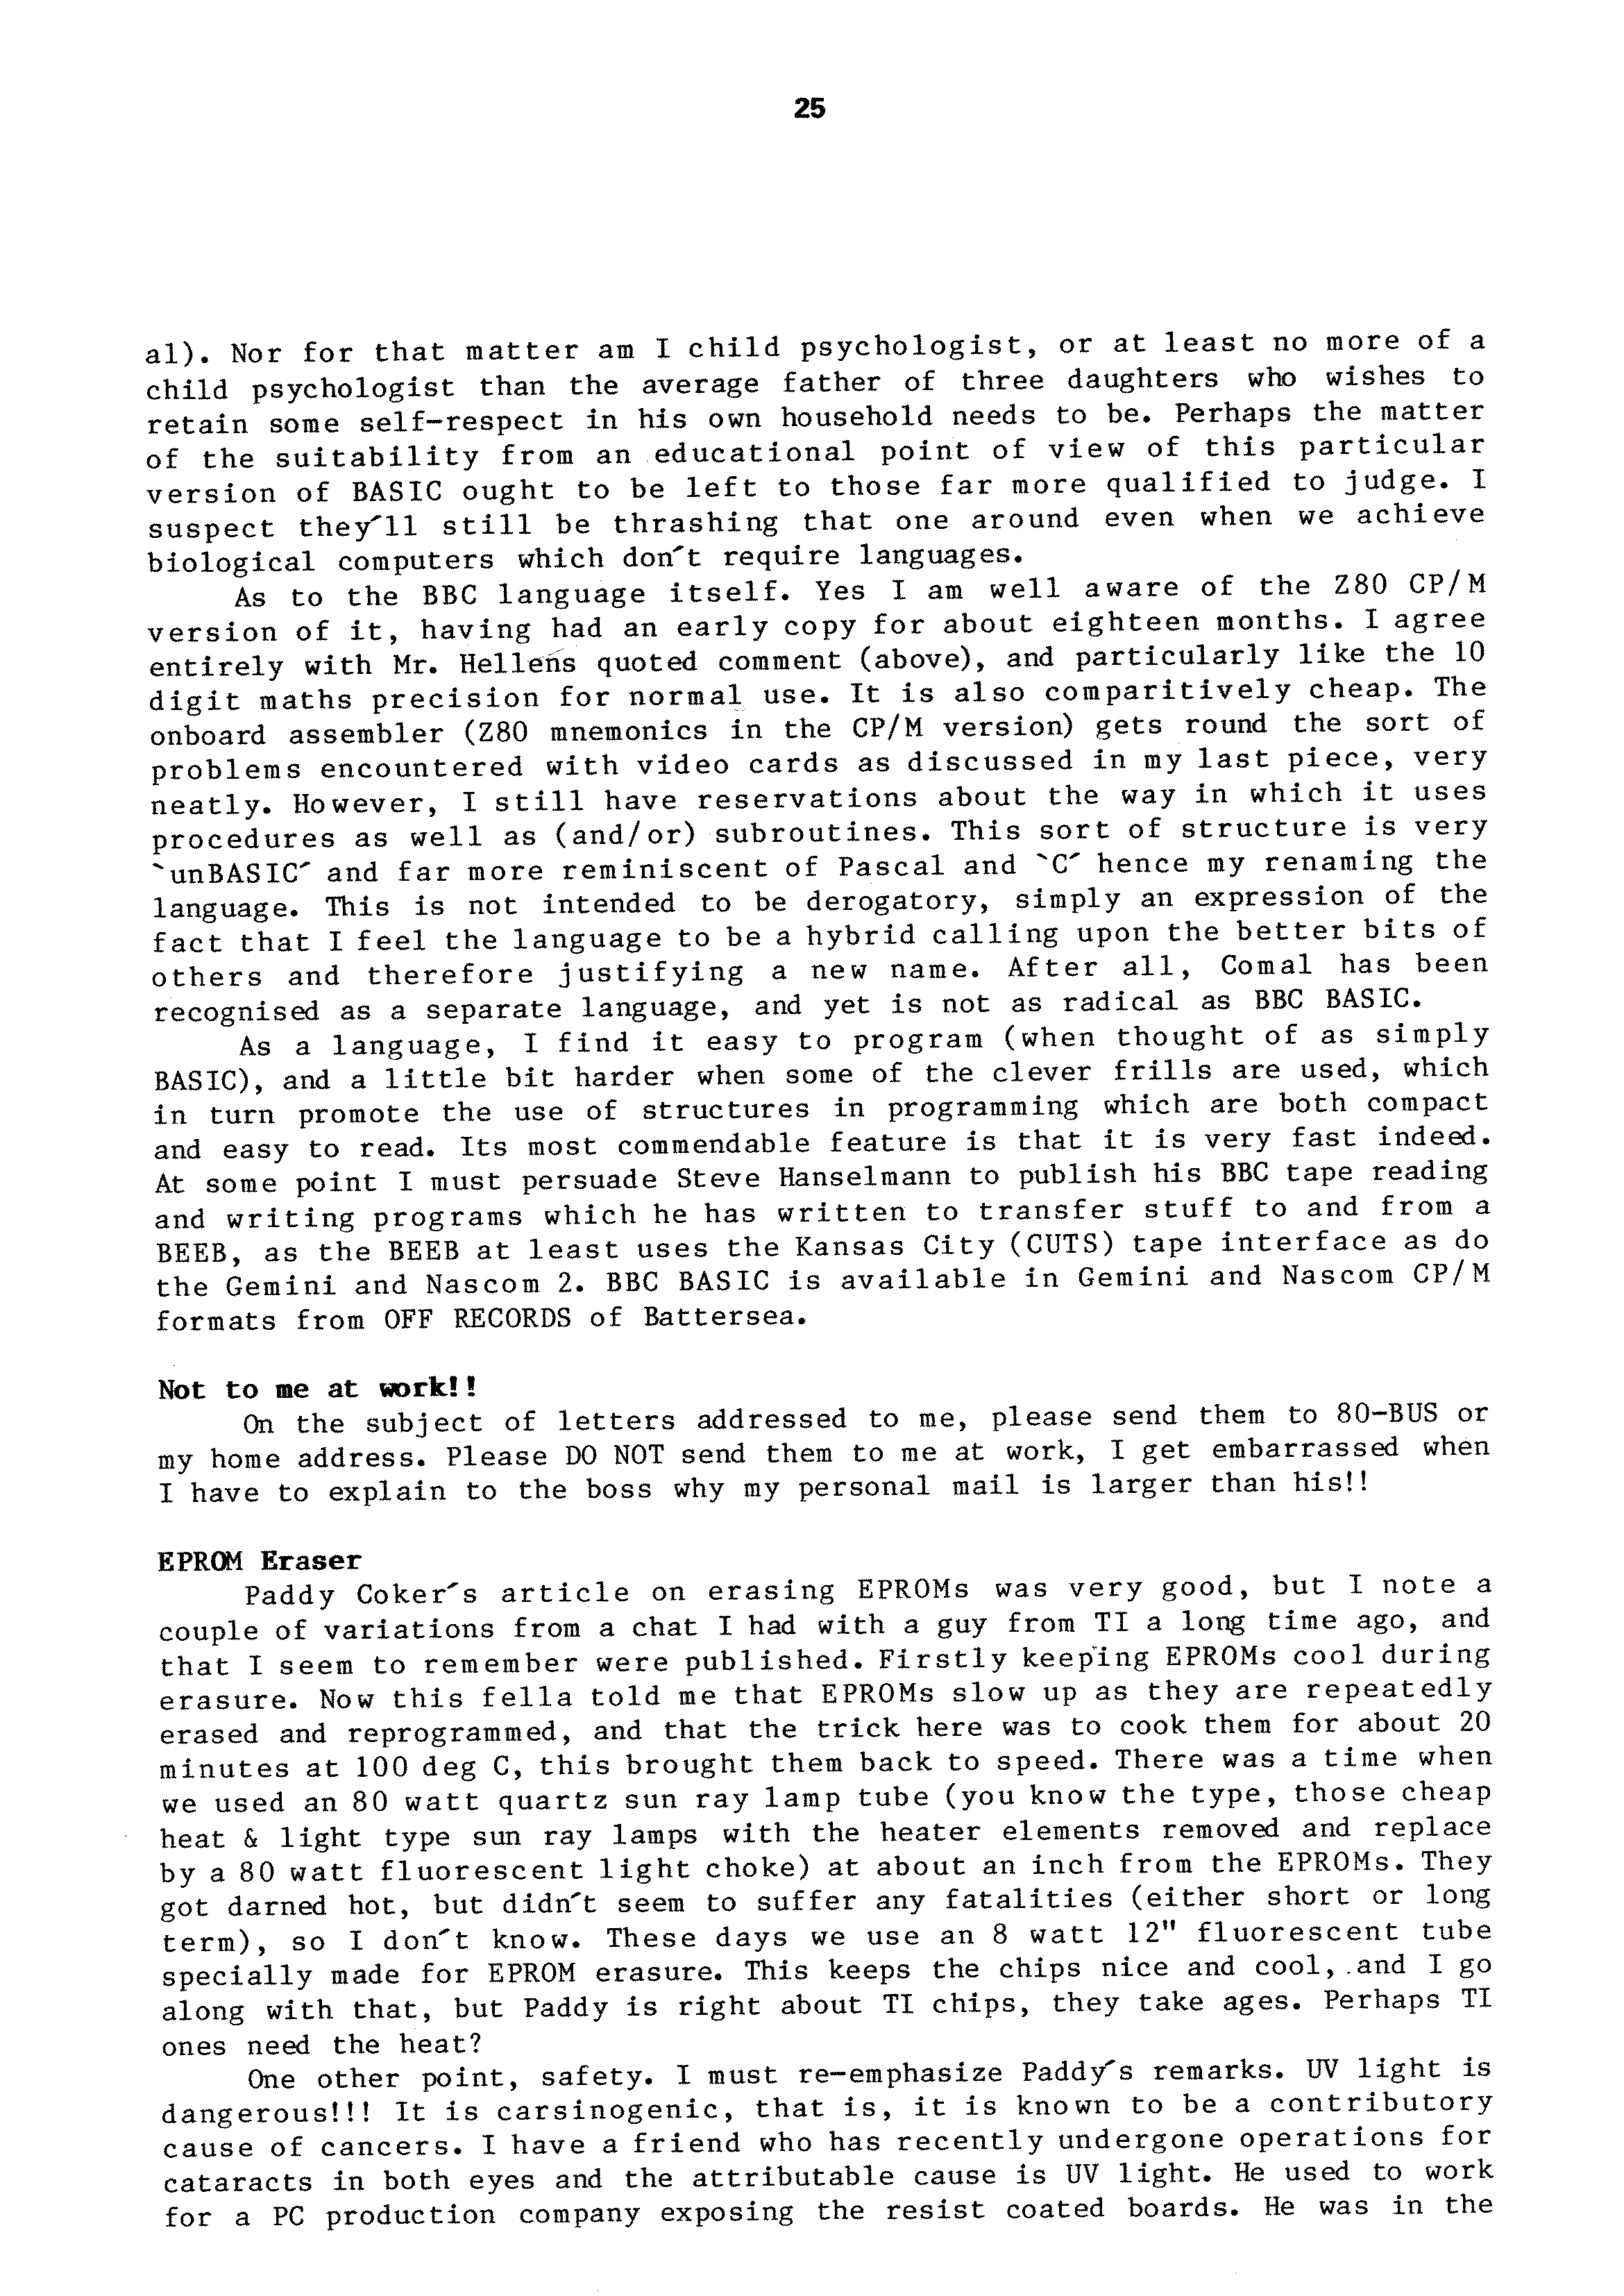 25
al). Nor for that matter am I child psychologist, or at least no more of a
child psychologist than the average father of three daughters who wishes to
retain some self-respect in his own household needs to be. Perhaps the matter
of the suitability from an educational point of view of this particular
version of BASIC ought to be left to those far more qualified to judge. I
suspect they´ll still be thrashing that one around even when we achieve
biological computers which don´t require languages.
As to the BBC language itself. Yes I am well aware of the Z80 CP/M
version of it, having had an early copy for about eighteen months. I agree
entirely with Mr. Hellens quoted comment (above), and particularly like the 10
digit maths precision for normal use. It is also comparitively cheap. The
onboard assembler (Z80 mnemonics in the CP/M version) gets round the sort of
problems encountered with video cards as discussed in my last piece, very
neatly. However, I still have reservations about the way in which it uses
procedures as well as (and/or) subroutines. This sort of structure is very
`unBASIC´ and far more reminiscent of Pascal and `C´ hence my renaming the
language. This is not intended to be derogatory, simply an expression of the
fact that I feel the language to be a hybrid calling upon the better bits of
others and therefore justifying a new name. After all, Comal has been
recognised as a separate language, and yet is not as radical as BBC BASIC.
As a language, I find it easy to program (when thought of as simply
BASIC), and a little bit harder when some of the clever frills are used, which
in turn promote the use of structures in programming which are both compact
and easy to read. Its most commendable feature is that it is very fast indeed.
At some point I must persuade Steve Hanselmann to publish his BBC tape reading
and writing programs which he has written to transfer stuff to and from a
BEEB, as the BEEB at least uses the Kansas City (CUTS) tape interface as do
the Gemini and Nascom 2. BBC BASIC is available in Gemini and Nascom CP/M
formats from OFF RECORDS of Battersea.
Not to me at work!!
On the subject of letters addressed to me, please send them to 80-BUS or
my home address. Please DO NOT send them to me at work, I get embarrassed when
I have to explain to the boss why my personal mail is larger than his!!
EPROM Eraser
Paddy Coker´s article on erasing EPROMs was very good, but I note a
couple of variations from a chat I had with a guy from TI a long time ago, and
that I seem to remember were published. Firstly keeping EPROMs cool during
erasure. Now this fella told me that EPROMs slow up as they are repeatedly
erased and reprogrammed, and that the trick here was to cook them for about 20
minutes at 100 deg C, this brought them back to speed. There was a time when
we used an 80 watt quartz sun ray lamp tube (you know the type, those cheap
heat & light type sun ray lamps with the heater elements removed and replace
by a 80 watt fluorescent light choke) at about an inch from the EPROMs. They
got darned hot, but didn´t seem to suffer any fatalities (either short or long
term), so I don´t know. These days we use an 8 watt 12" fluorescent tube
specially made for EPROM erasure. This keeps the chips nice and cool, and I go
along with that, but Paddy is right about TI chips, they take ages. Perhaps TI
ones need the heat?
One other point, safety. I must re-emphasize Paddy´s remarks. UV light is
dangerous!!! It is carsinogenic, that is, it is known to be a contributory
cause of cancers. I have a friend who has recently undergone operations for
cataracts in both eyes and the attributable cause is UV light. He used to work
for a PC production company exposing the resist coated boards. He was in the